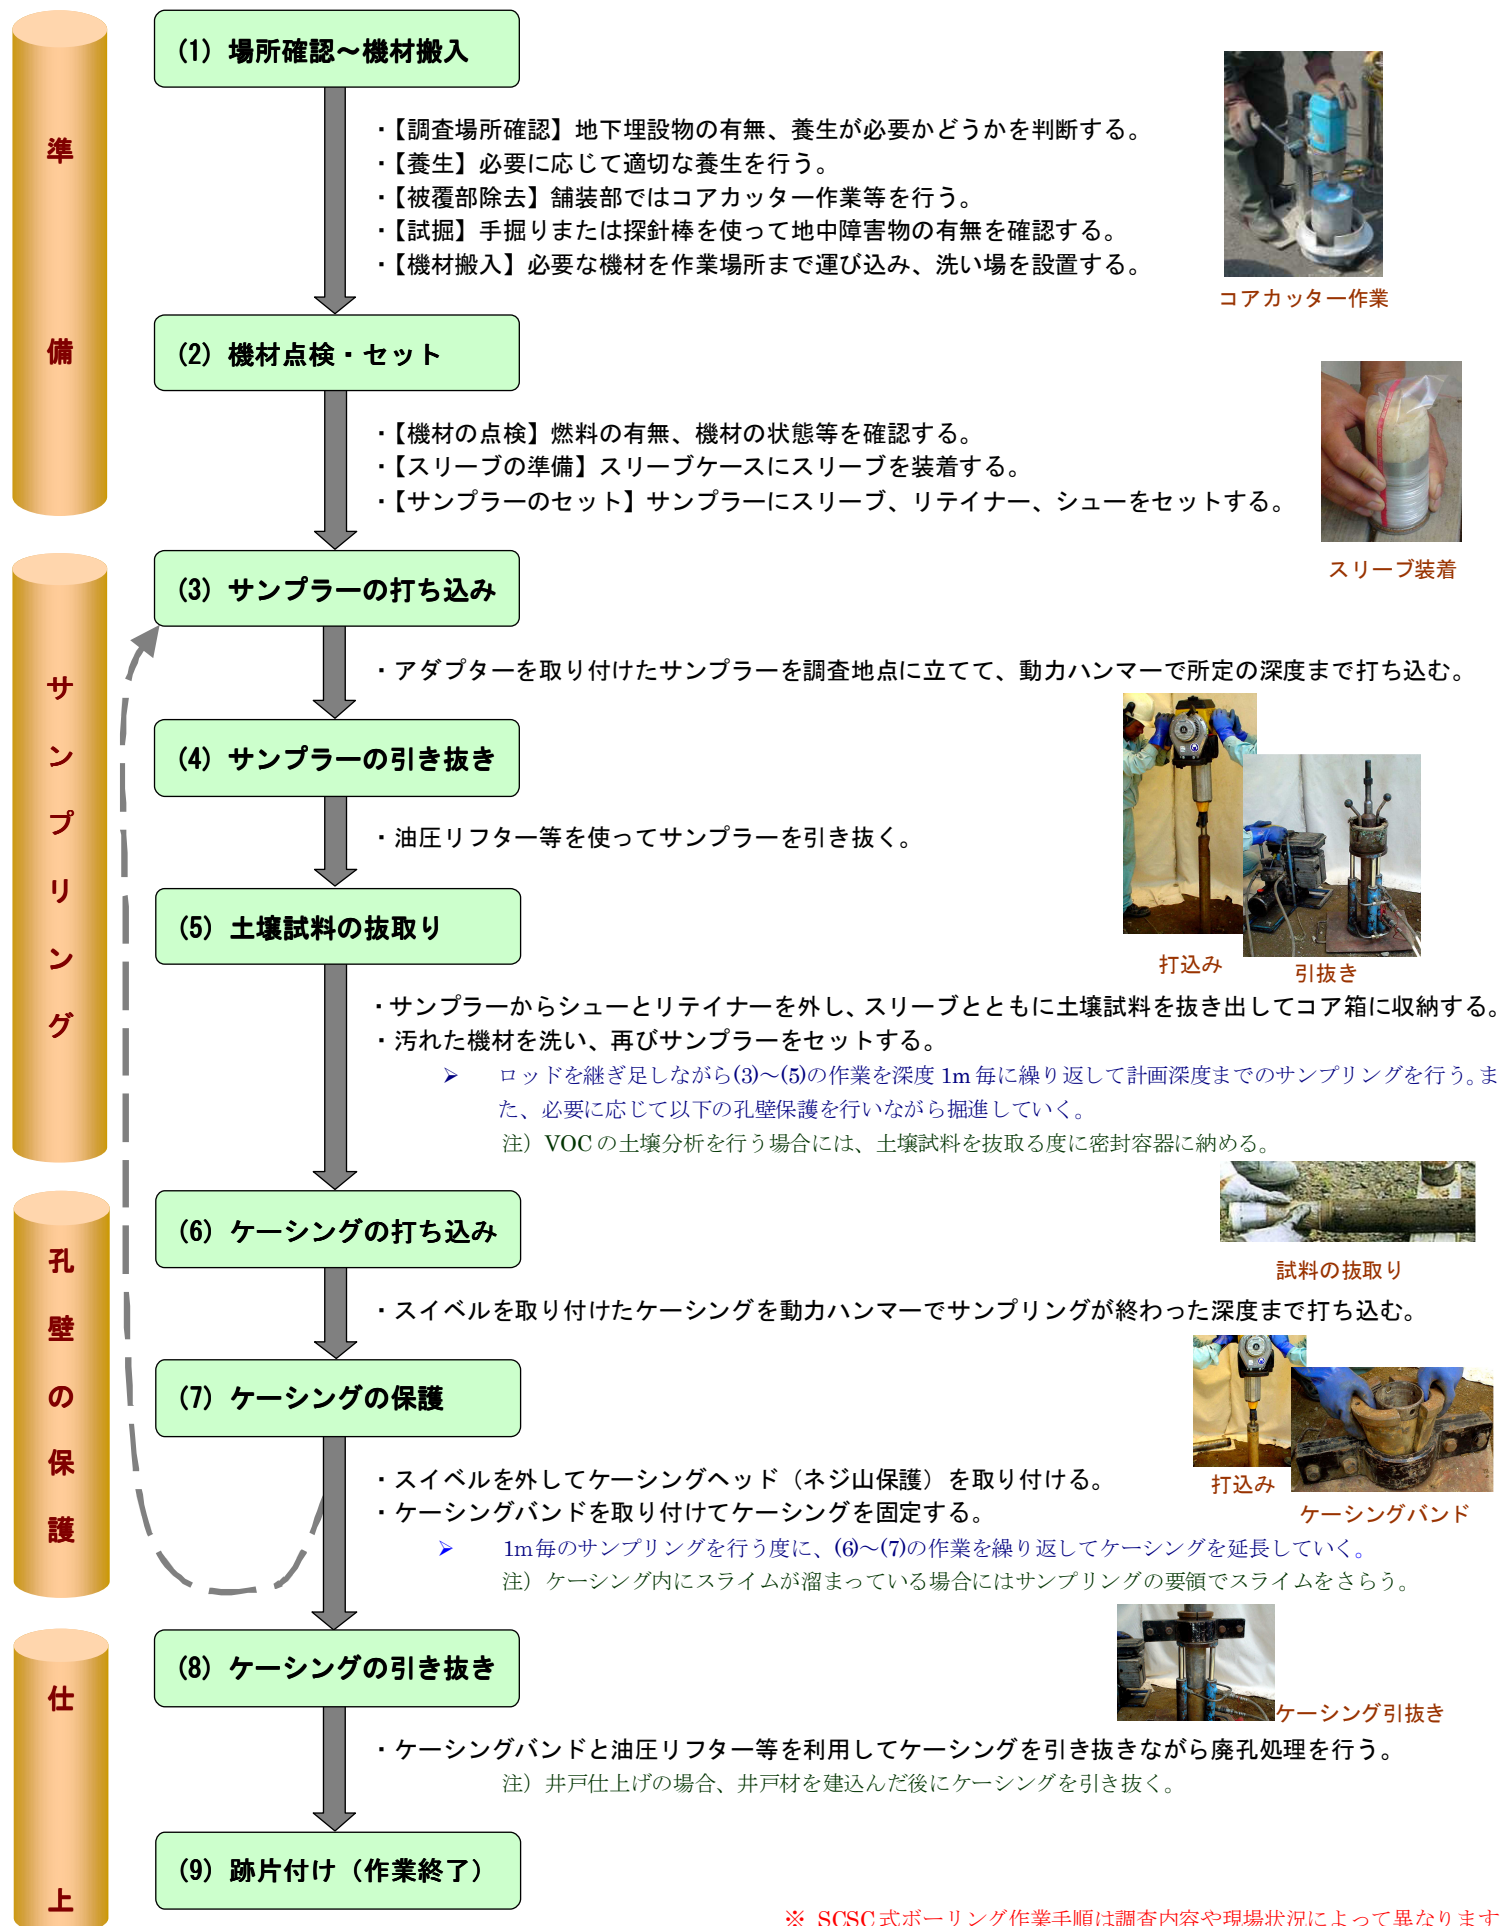 準備
(1) 場所確認～機材搬入
・【調査場所確認】地下埋設物の有無、養生が必要かどうかを判断する。
・【養生】必要に応じて適切な養生を行う。
・【被覆部除去】舗装部ではコアカッター作業等を行う。
・【試掘】手掘りまたは探針棒を使って地中障害物の有無を確認する。
・【機材搬入】必要な機材を作業場所まで運び込み、洗い場を設置する。
コアカッター作業
(2) 機材点検・セット
・【機材の点検】燃料の有無、機材の状態等を確認する。
・【スリーブの準備】スリーブケースにスリーブを装着する。
・【サンプラーのセット】サンプラーにスリーブ、リテイナー、シューをセットする。
スリーブ装着
サンプリング
(3) サンプラーの打ち込み
・アダプターを取り付けたサンプラーを調査地点に立てて、動力ハンマーで所定の深度まで打ち込む。
(4) サンプラーの引き抜き
・油圧リフター等を使ってサンプラーを引き抜く。
打込み
引抜き
(5) 土壌試料の抜取り
・サンプラーからシューとリテイナーを外し、スリーブとともに土壌試料を抜き出してコア箱に収納する。
・汚れた機材を洗い、再びサンプラーをセットする。
➢ ロッドを継ぎ足しながら(3)～(5)の作業を深度 1m 毎に繰り返して計画深度までのサンプリングを行う。ま
た、必要に応じて以下の孔壁保護を行いながら掘進していく。
注）VOC の土壌分析を行う場合には、土壌試料を抜取る度に密封容器に納める。
試料の抜取り
孔壁の保護
(6) ケーシングの打ち込み
・スイベルを取り付けたケーシングを動力ハンマーでサンプリングが終わった深度まで打ち込む。
(7) ケーシングの保護
・スイベルを外してケーシングヘッド（ネジ山保護）を取り付ける。
・ケーシングバンドを取り付けてケーシングを固定する。
打込み
ケーシングバンド
➢ 1m毎のサンプリングを行う度に、(6)～(7)の作業を繰り返してケーシングを延長していく。
注）ケーシング内にスライムが溜まっている場合にはサンプリングの要領でスライムをさらう。
仕上
(8) ケーシングの引き抜き
ケーシング引抜き
・ケーシングバンドと油圧リフター等を利用してケーシングを引き抜きながら廃孔処理を行う。
注）井戸仕上げの場合、井戸材を建込んだ後にケーシングを引き抜く。
(9) 跡片付け（作業終了）
※ SCSC式ボーリング作業手順は調査内容や現場状況によって異なります